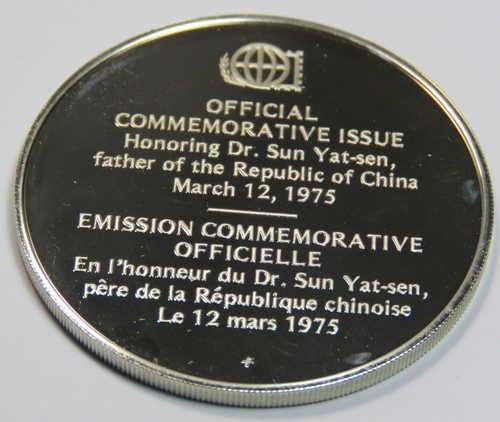 OFFICIAL
COMMEMORATIVE ISSUE
Honoring Dr. Sun Yat-sen,
father of the Republic of China
March 12, 1975
EMISSION COMMEMORATIVE
OFFICIELLE
En l'honneur du Dr. Sun Yat-sen,
père de la République chinoise
Le 12 mars 1975